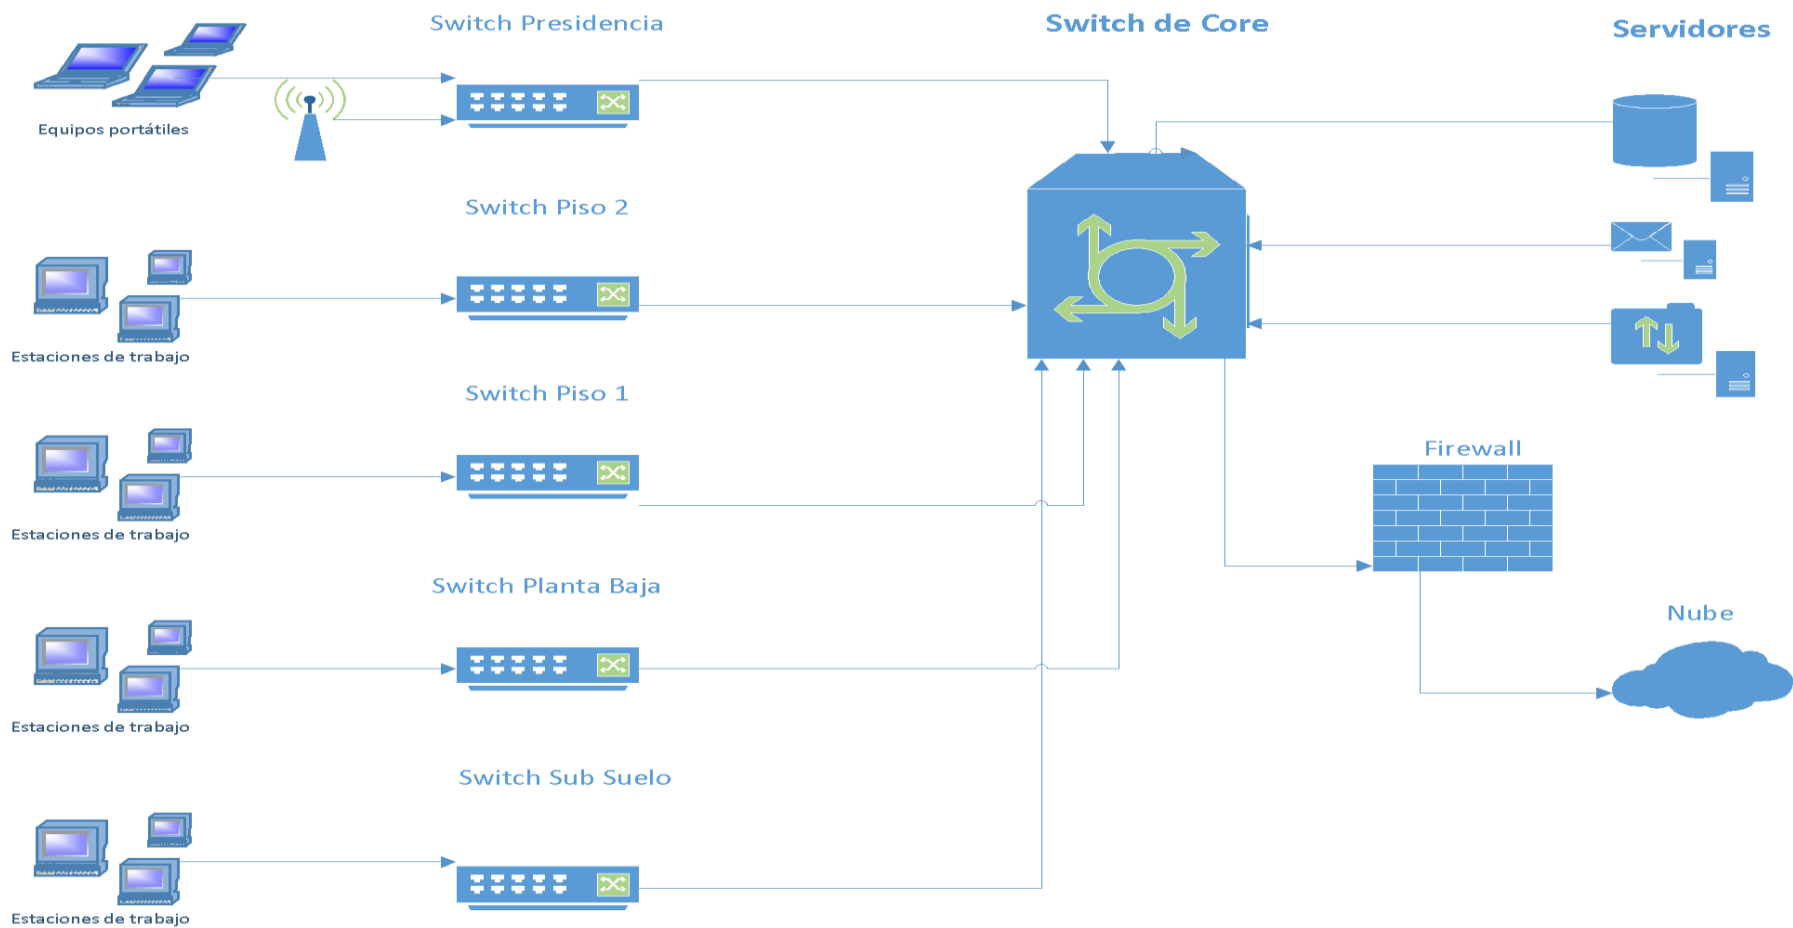 Switch Presidencia
Switch de Core
Servidores
Equipos portátiles
Switch Piso 2
Estaciones de trabajo
Switch Piso 1
Firewall
Estaciones de trabajo
Switch Planta Baja
Nube
Estaciones de trabajo
Switch Sub Suelo
Estaciones de trabajo